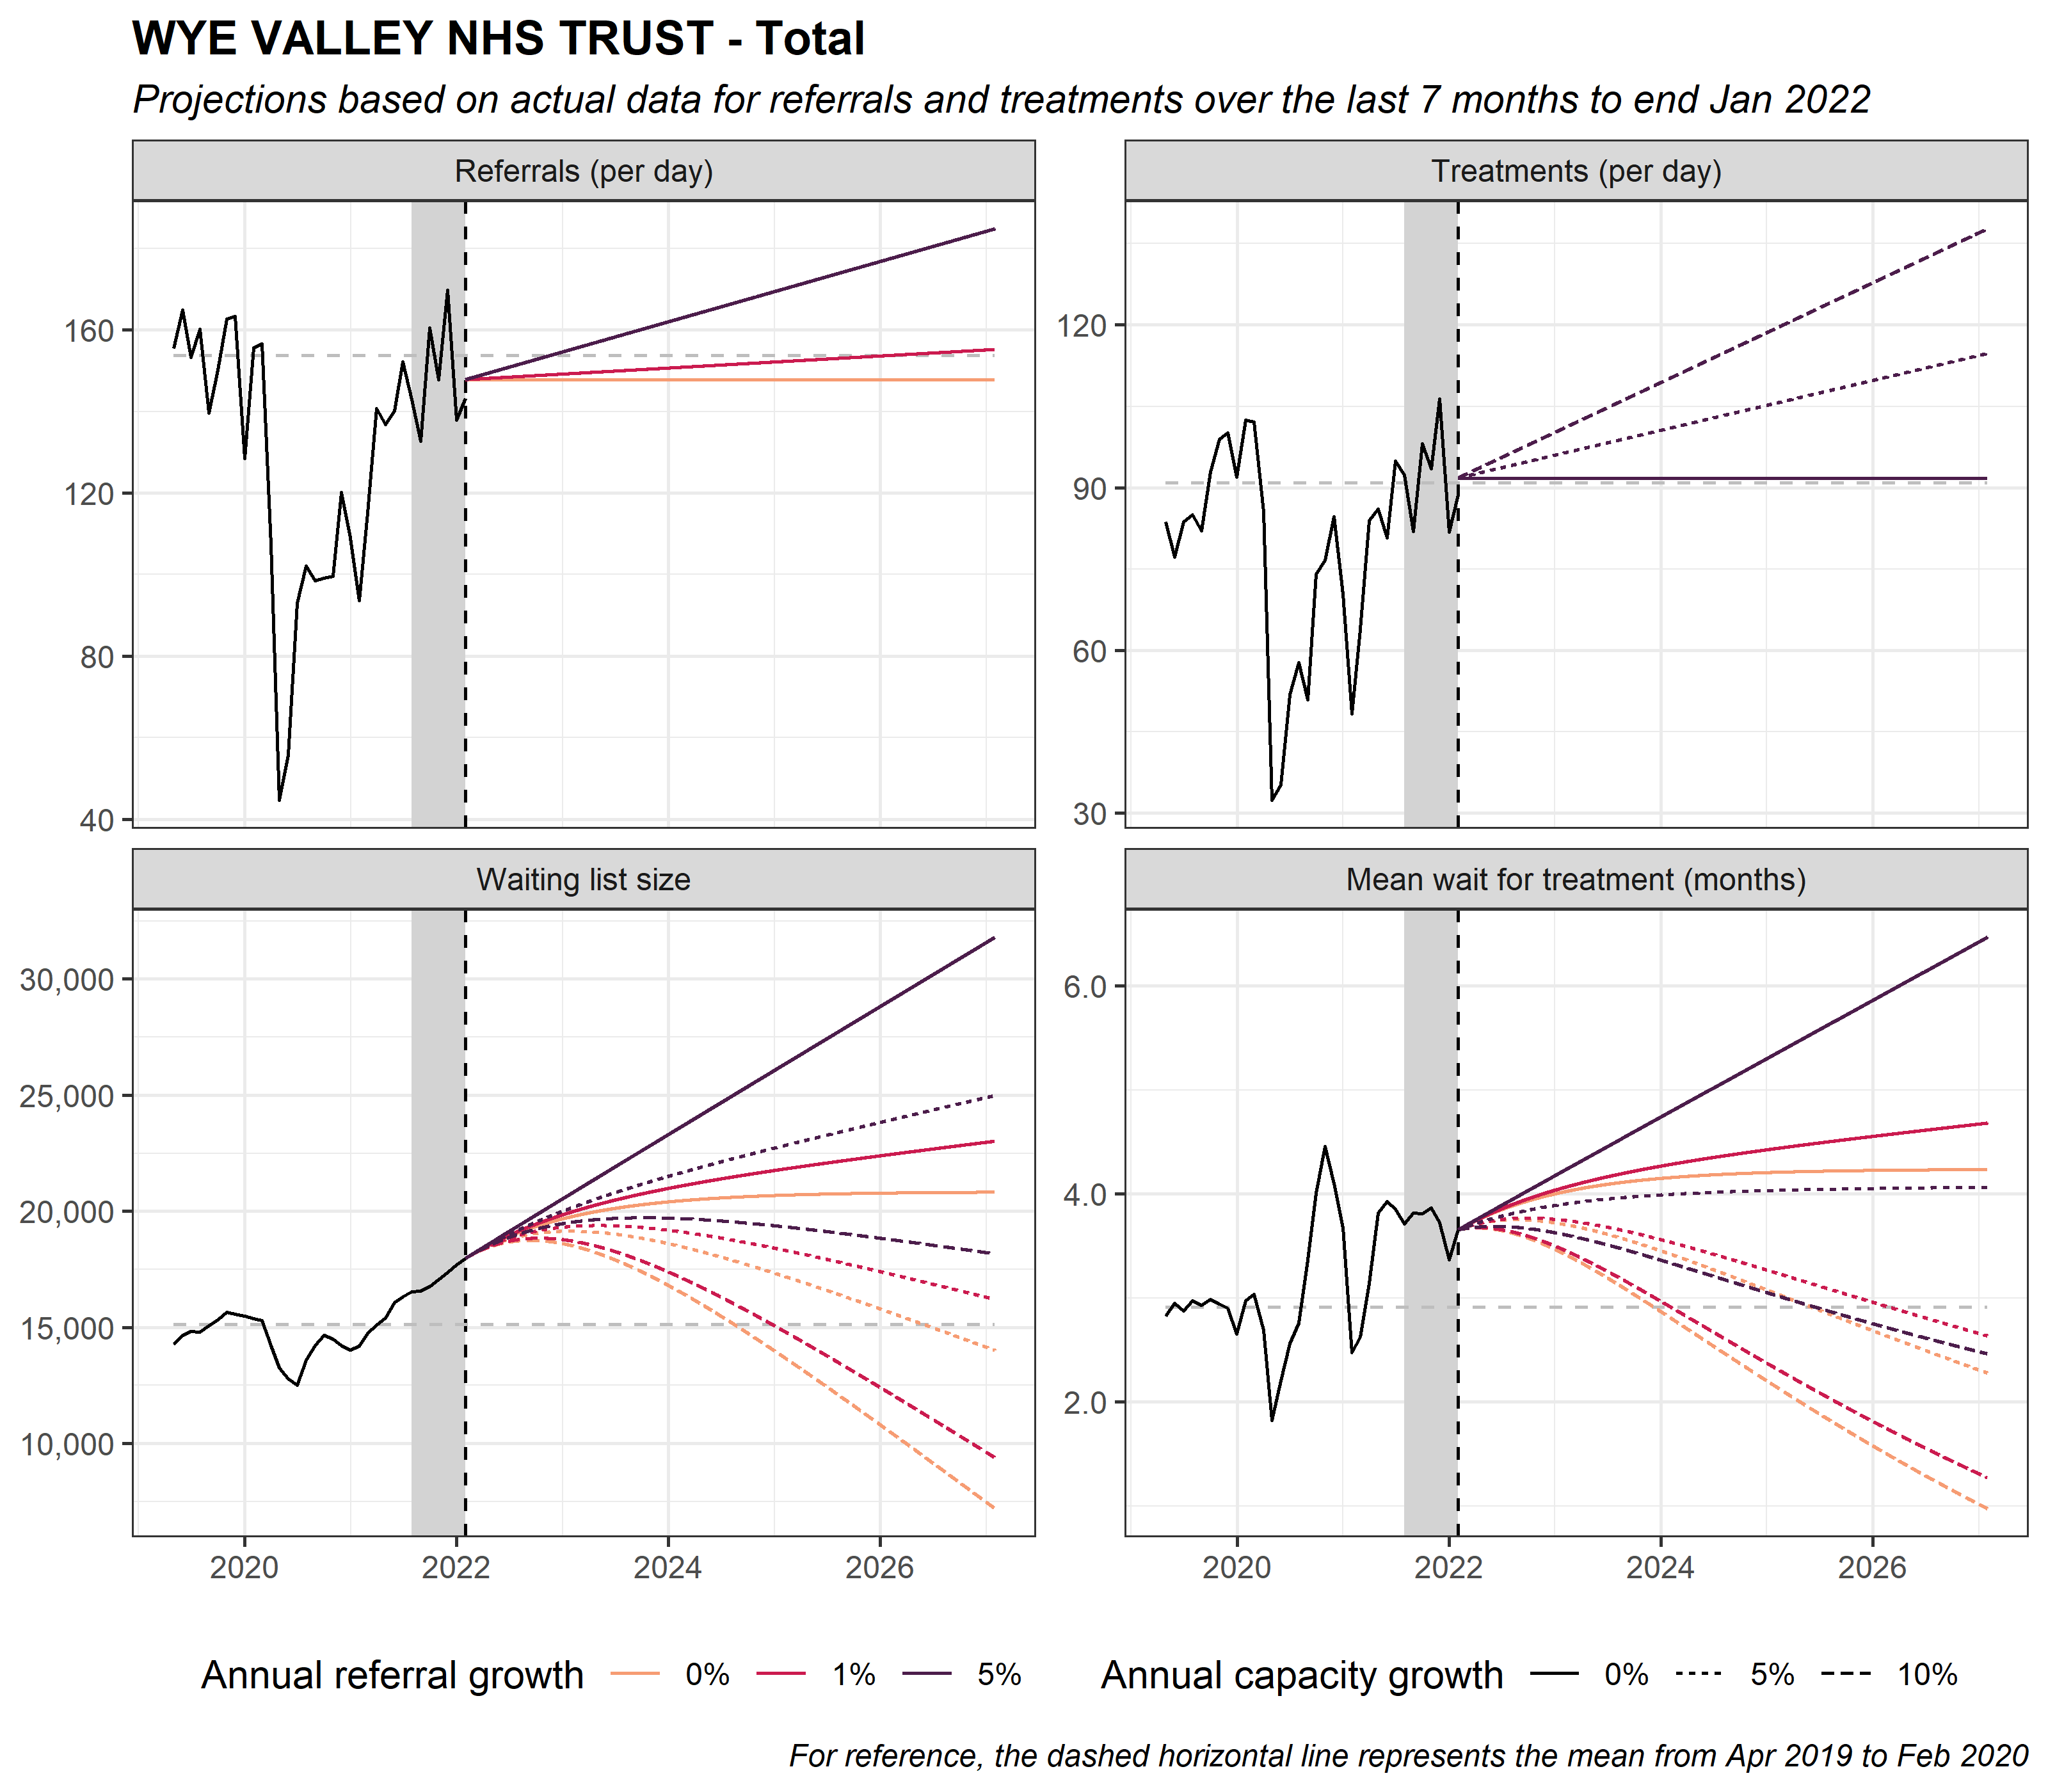 WYE VALLEY NHS TRUST - Total
Projections based on actual data for referrals and treatments over the last 7 months to end Jan 2022
Referrals (per day)
160
120
80
40
Treatments (per day)
120
90
60
30
Waiting list size
30,000
25,000
20,000
15,000
10,000
2020 2022 2024 2026
Mean wait for treatment (months)
6.0
4.0
2.0
2020 2022 2024 2026
Annual referral growth 0% 1% 5%
Annual capacity growth 0% 5% 10%
For reference, the dashed horizontal line represents the mean from Apr 2019 to Feb 2020